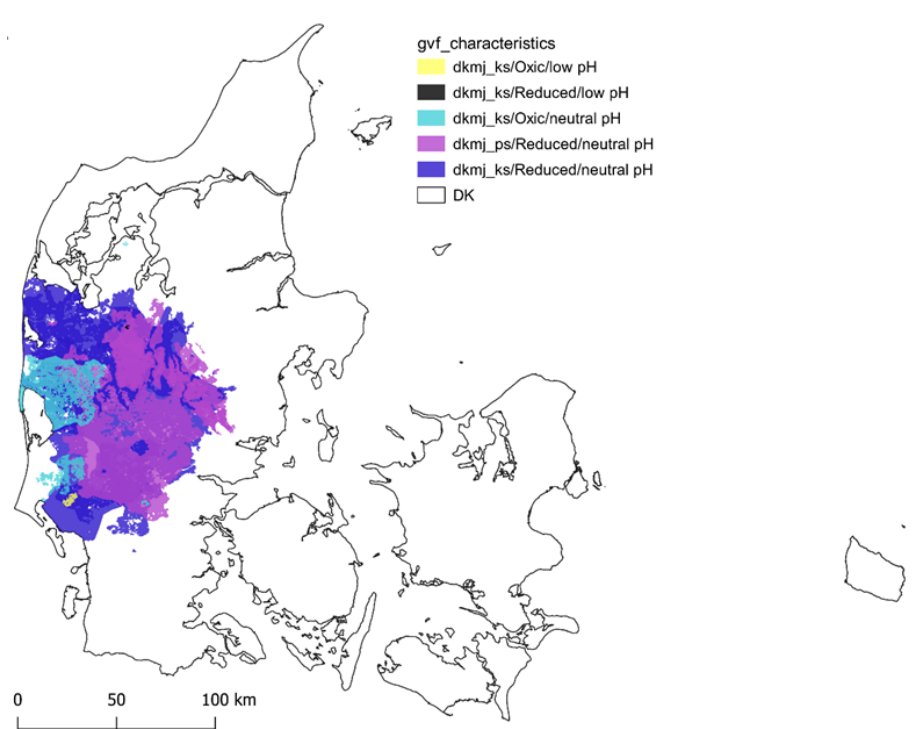 gvf_characteristics
dkmj_ks/Oxic/low pH
dkmj_ks/Reduced/low pH
dkmj_ks/Oxic/neutral pH
dkmj_ps/Reduced/neutral pH
dkmj_ks/Reduced/neutral pH
DK
0 50 100 km